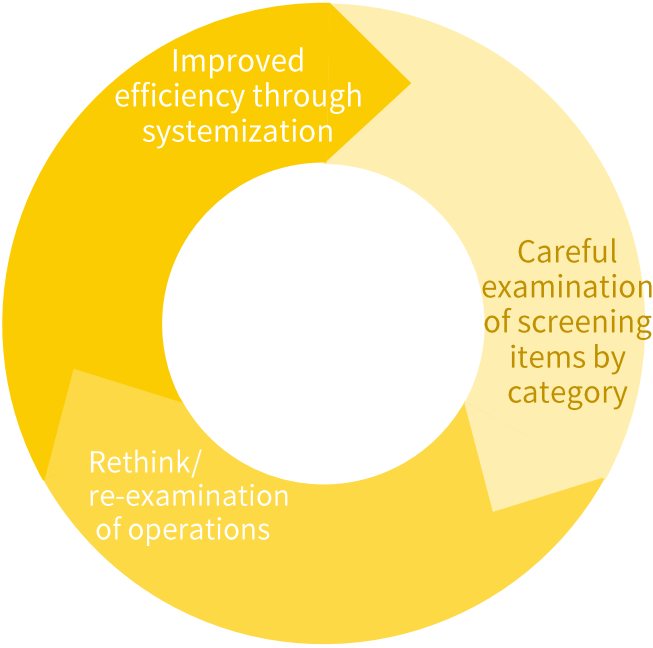 Improved
efficiency through
systemization
Careful
examination
of screening
items by
category
Rethink/
re-examination
of operations